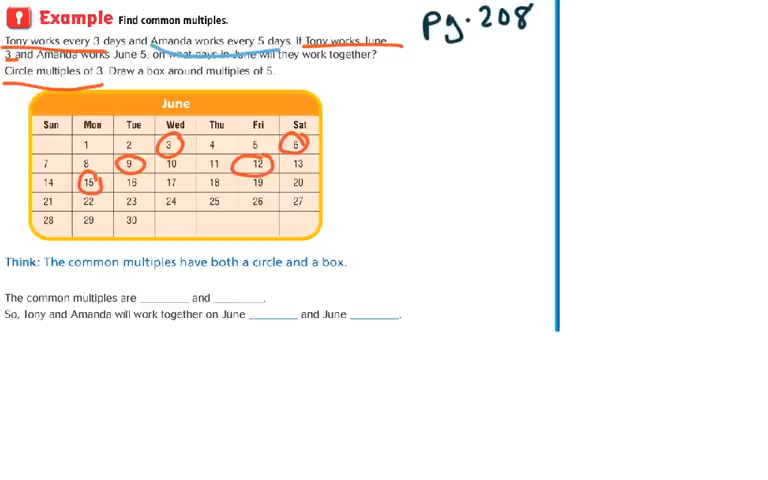 Example Find common multiples.
pg. 208
Tony works every 3 days and Amanda works every 5 days. If Tony works June
3 and Amanda works June 5, on what days in June will they work together?
Circle multiples of 3. Draw a box around multiples of 5.
June
Sun Mon Tue Wed Thu Fri Sat
1 2 3 4 5 6
7 8 9 10 11 12 13
14 15 16 17 18 19 20
21 22 23 24 25 26 27
28 29 30
Think: The common multiples have both a circle and a box.
The common multiples are ________ and ________.
So, Tony and Amanda will work together on June ________ and June ________.